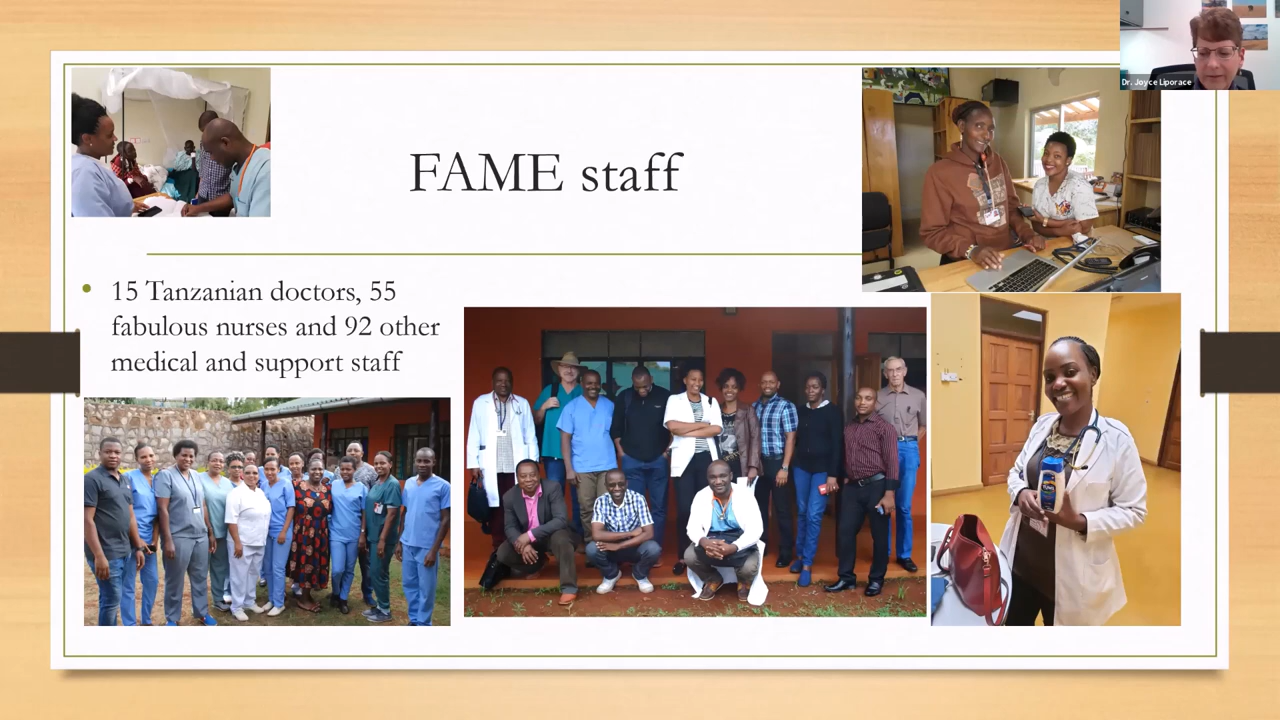 Dr. Joyce Liporace
FAME staff
15 Tanzanian doctors, 55
fabulous nurses and 92 other
medical and support staff